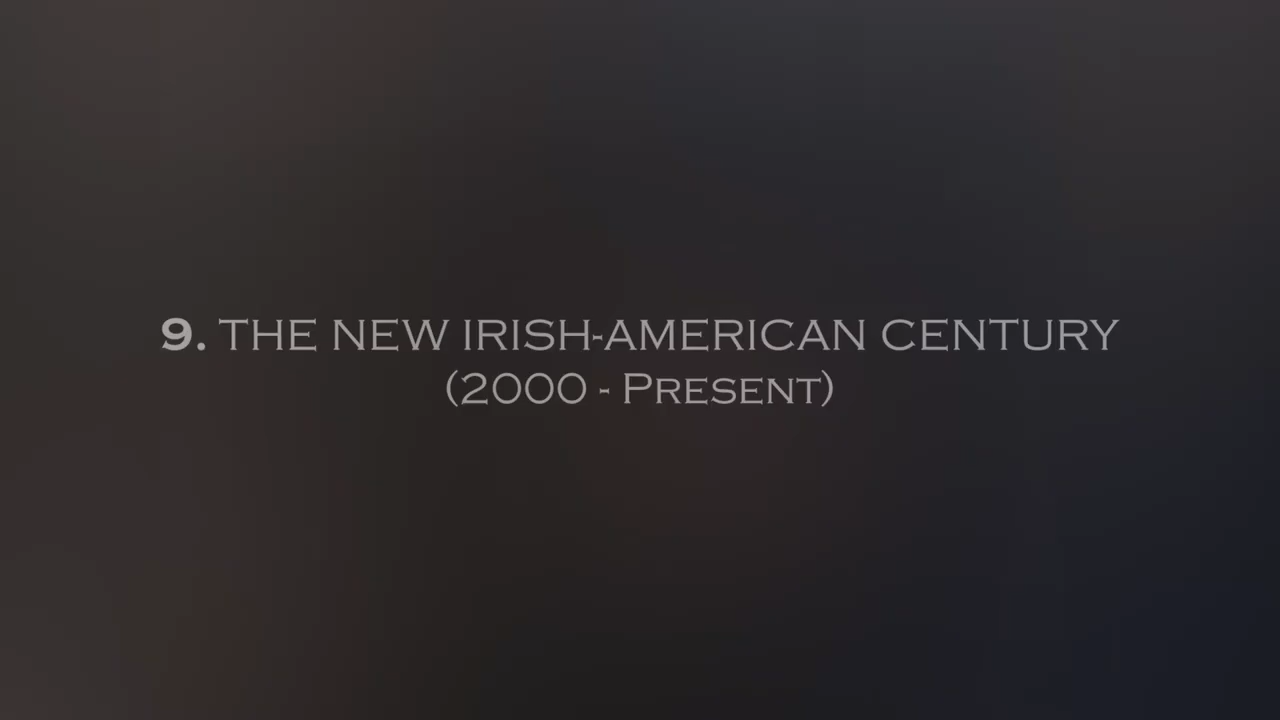 9. THE NEW IRISH-AMERICAN CENTURY
(2000 - PRESENT)